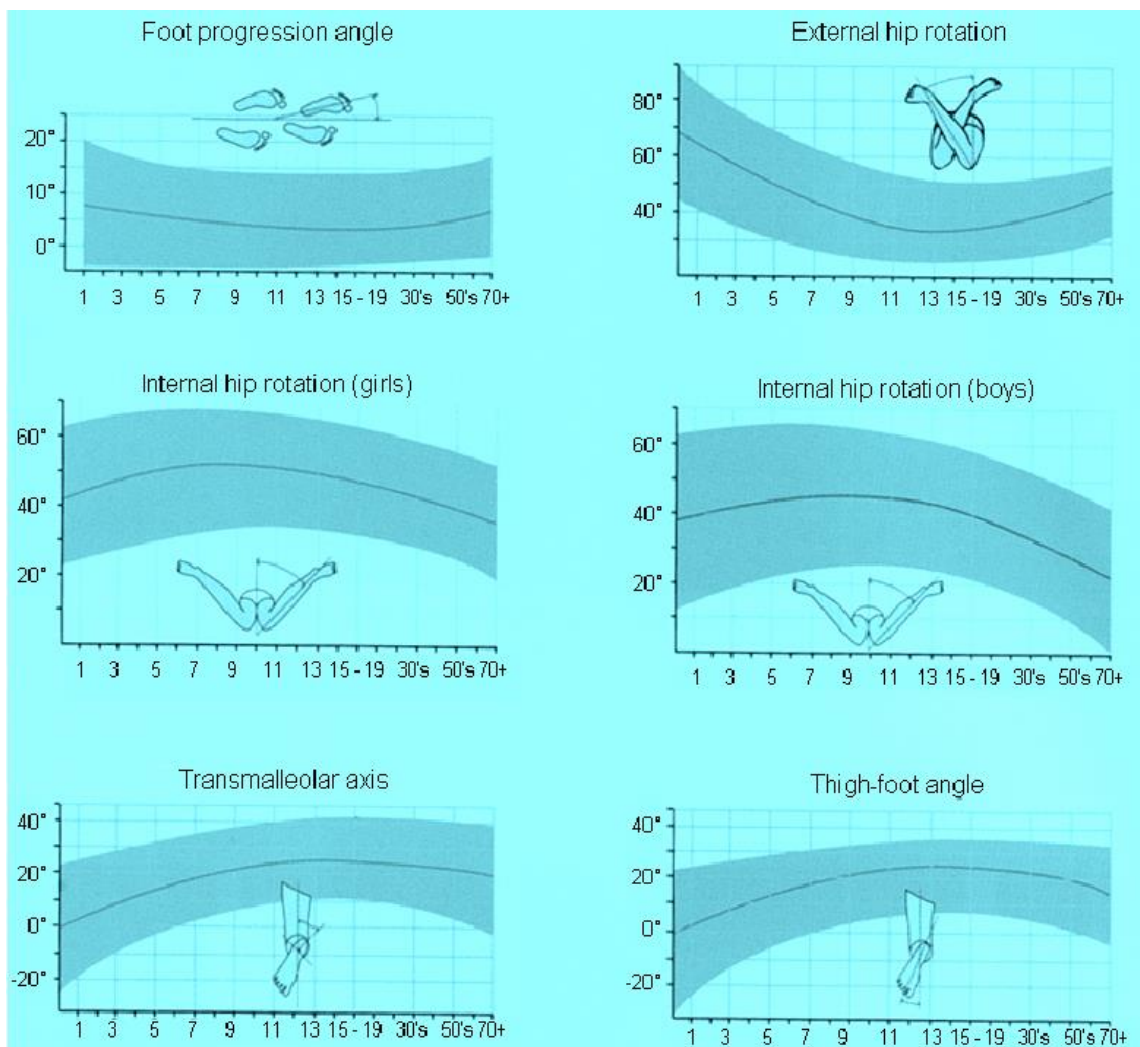 Foot progression angle
20°
10°
0°
1 3 5 7 9 11 13 15 - 19 30's 50's 70+
External hip rotation
80°
60°
40°
1 3 5 7 9 11 13 15 - 19 30's 50's 70+
Internal hip rotation (girls)
60°
40°
20°
1 3 5 7 9 11 13 15 - 19 30's 50's 70+
Internal hip rotation (boys)
60°
40°
20°
1 3 5 7 9 11 13 15 - 19 30's 50's 70+
Transmalleolar axis
40°
20°
0°
-20°
1 3 5 7 9 11 13 15 - 19 30's 50's 70+
Thigh-foot angle
40°
20°
0°
-20°
1 3 5 7 9 11 13 15 - 19 30's 50's 70+